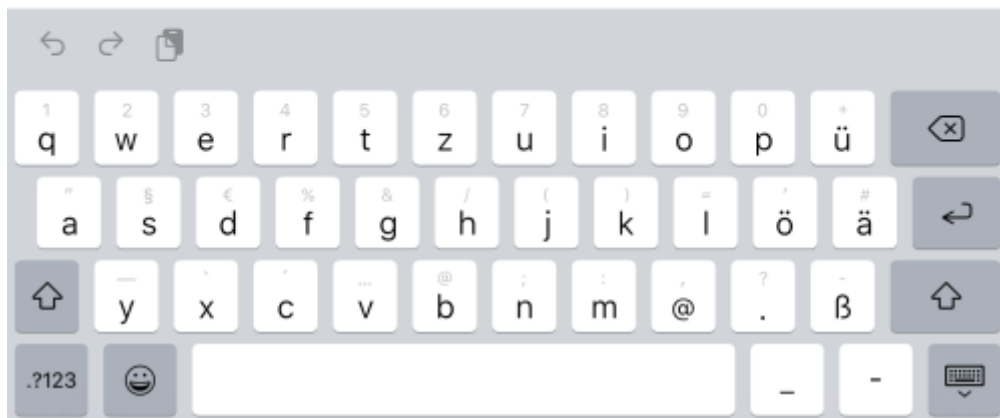 1 2 3 4 5 6 7 8 9 0 +
q w e r t z u i o p ü
" § € % & / ( ) = ' #
a s d f g h j k l ö ä
— ` ´ ... @ ; : , ? -
y x c v b n m @ . ß
.?123 _ -